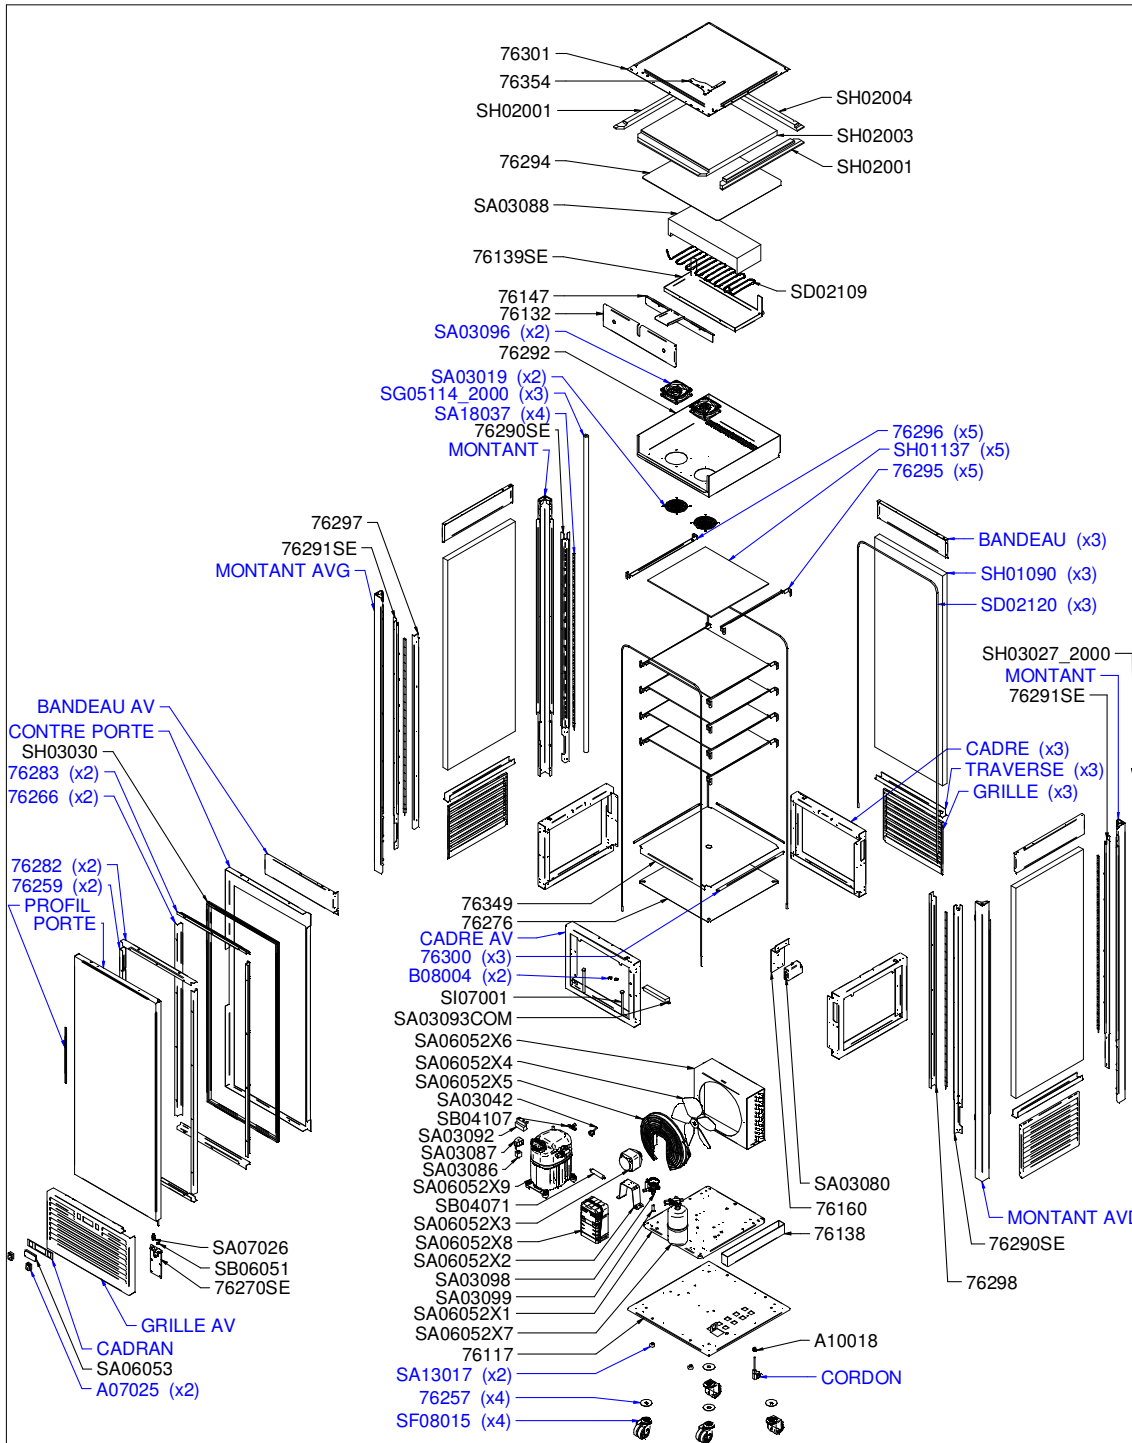 76301
76354
SH02001
SH02004
SH02003
SH02001
76294
SA03088
76139SE
SD02109
76147
76132
SA03096 (x2)
76292
SA03019 (x2)
SG05114_2000 (x3)
SA18037 (x4)
76290SE
MONTANT
76296 (x5)
SH01137 (x5)
76295 (x5)
76297
76291SE
MONTANT AVG
BANDEAU (x3)
SH01090 (x3)
SD02120 (x3)
SH03027_2000
MONTANT
76291SE
BANDEAU AV
CONTRE PORTE
SH03030
76283 (x2)
76266 (x2)
CADRE (x3)
TRAVERSE (x3)
GRILLE (x3)
76282 (x2)
76259 (x2)
PROFIL
PORTE
76349
76276
CADRE AV
76300 (x3)
B08004 (x2)
SI07001
SA03093COM
SA06052X6
SA06052X4
SA06052X5
SA03042
SB04107
SA03092
SA03087
SA03086
SA06052X9
SB04071
SA06052X3
SA06052X8
SA06052X2
SA03098
SA03099
SA06052X1
SA06052X7
76117
SA03080
76160
76138
MONTANT AVD
76290SE
76298
SA07026
SB06051
76270SE
GRILLE AV
CADRAN
SA06053
A07025 (x2)
A10018
CORDON
SA13017 (x2)
76257 (x4)
SF08015 (x4)